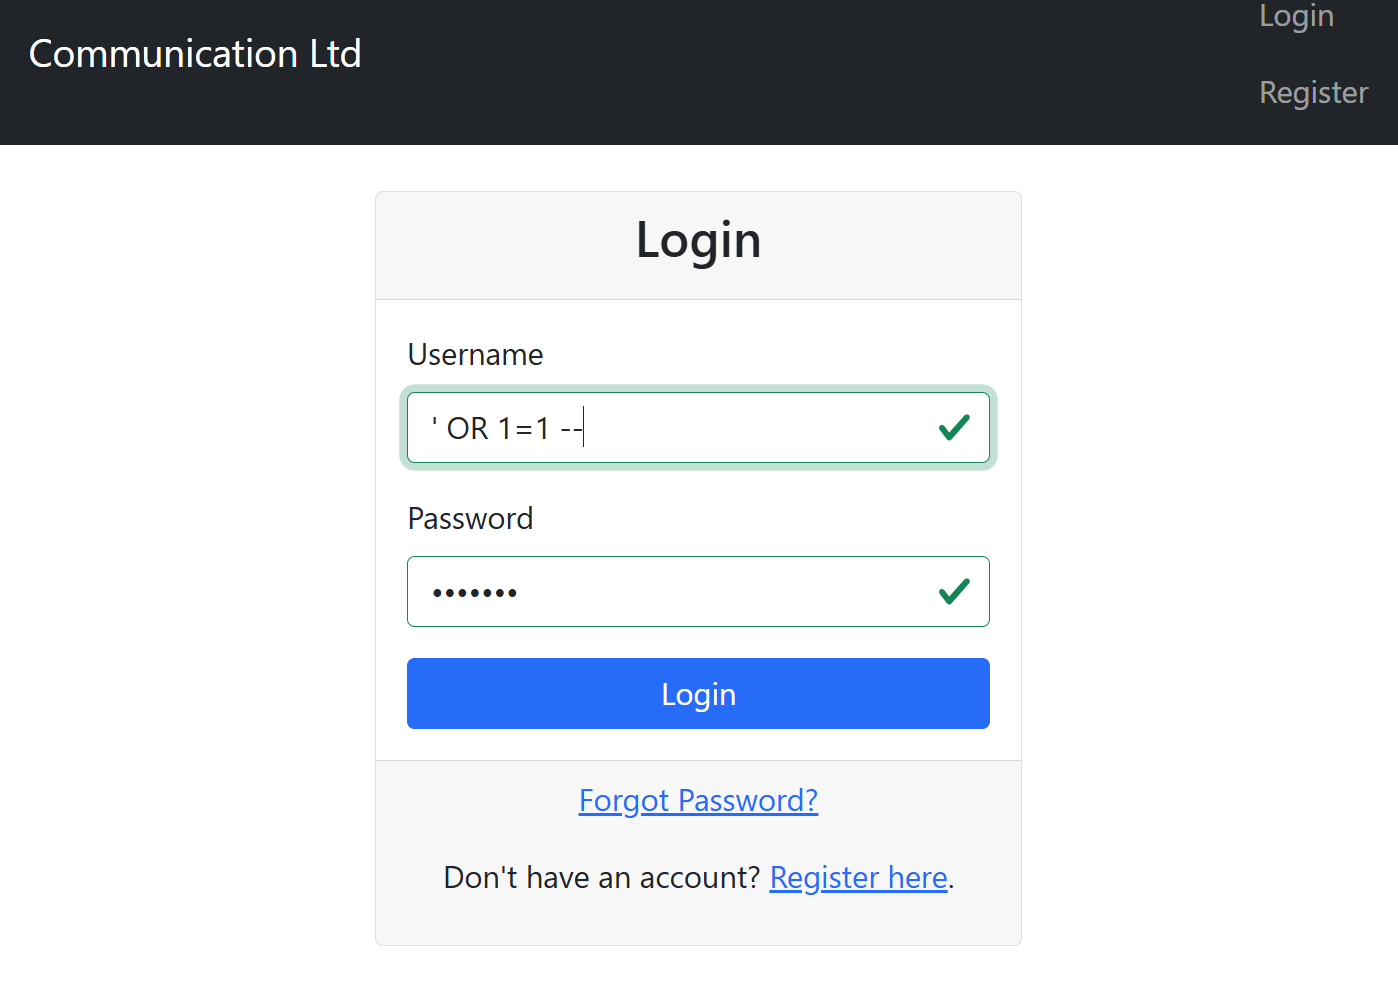 Communication Ltd
Login
Register
Login
Username
' OR 1=1 --
Password
•••••••
Login
Forgot Password?
Don't have an account? Register here.